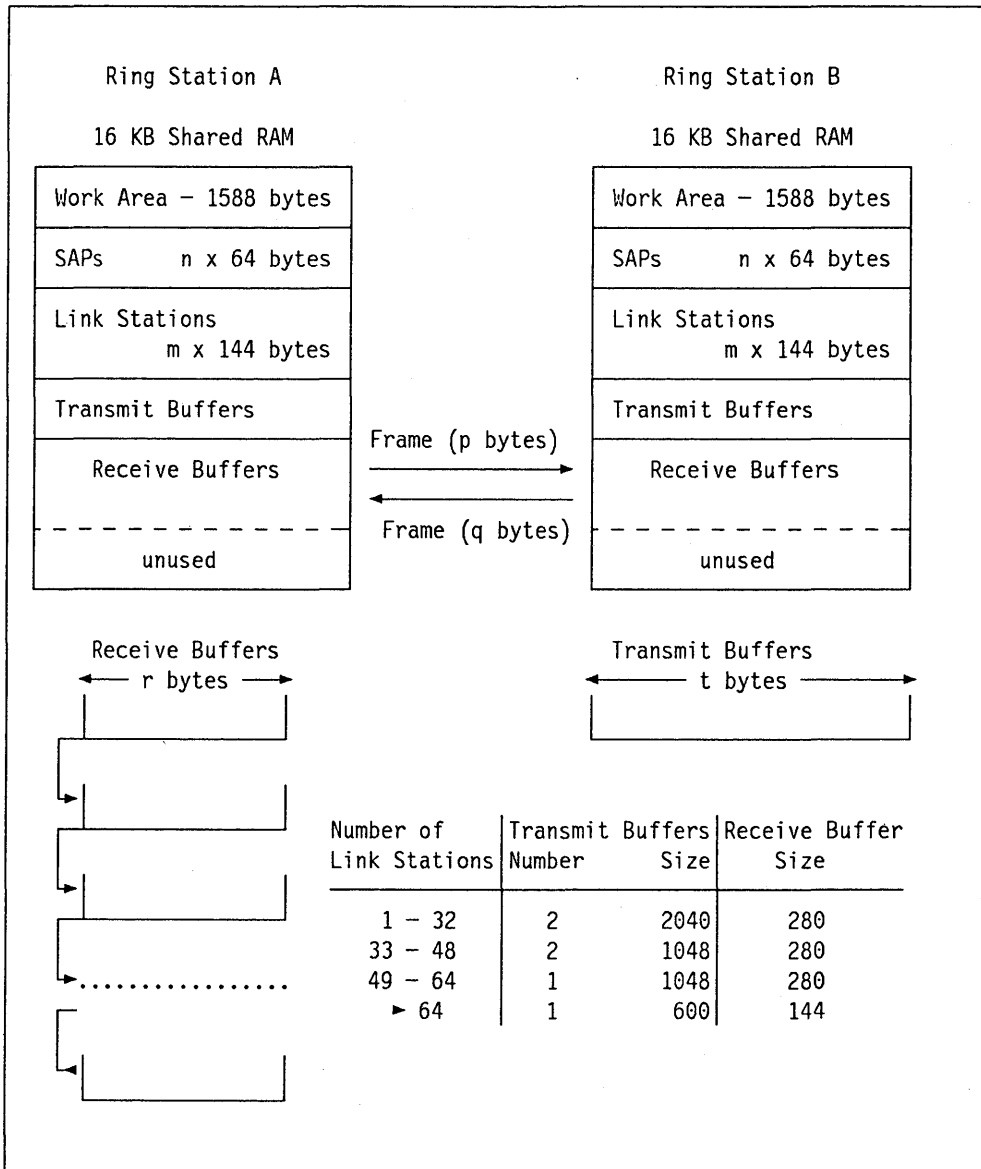 Ring Station A
16 KB Shared RAM
Work Area – 1588 bytes
SAPs n x 64 bytes
Link Stations
m x 144 bytes
Transmit Buffers
Receive Buffers
unused
Ring Station B
16 KB Shared RAM
Work Area – 1588 bytes
SAPs n x 64 bytes
Link Stations
m x 144 bytes
Transmit Buffers
Receive Buffers
unused
Frame (p bytes)
Frame (q bytes)
Receive Buffers
r bytes
Transmit Buffers
t bytes
Number of Transmit Buffers Receive Buffer
Link Stations Number Size Size
1 – 32 2 2040 280
33 – 48 2 1048 280
49 – 64 1 1048 280
► 64 1 600 144